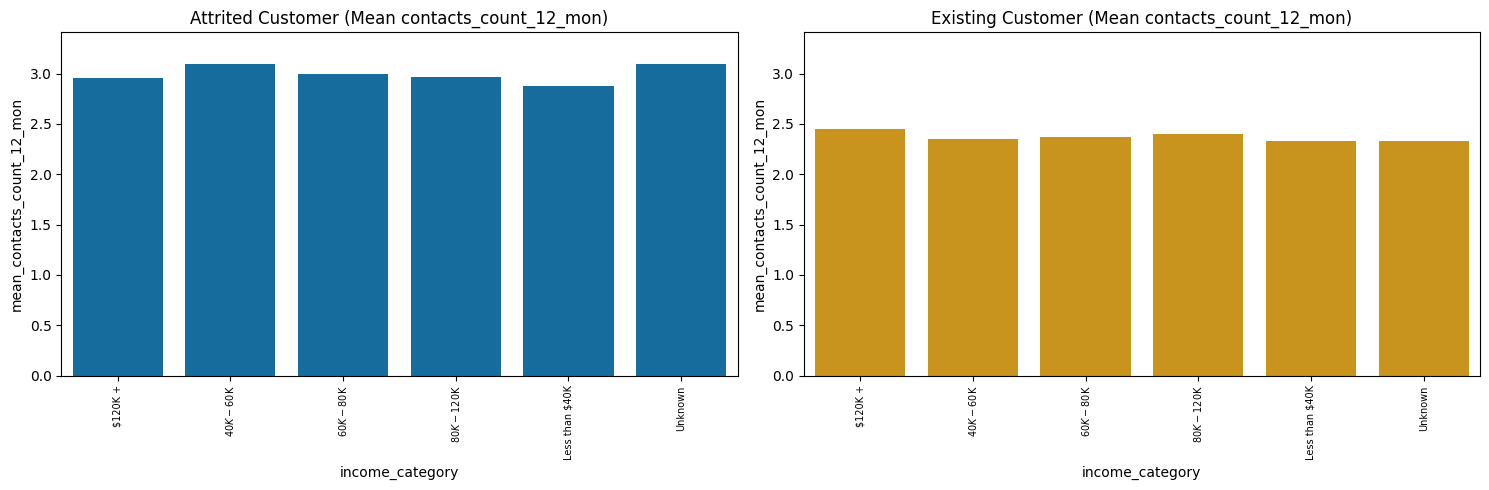 Attrited Customer (Mean contacts_count_12_mon)
mean_contacts_count_12_mon
3.0
2.5
2.0
1.5
1.0
0.5
0.0
$120K +
40K - 60K
60K - 80K
80K - 120K
Less than $40K
Unknown
income_category
Existing Customer (Mean contacts_count_12_mon)
mean_contacts_count_12_mon
3.0
2.5
2.0
1.5
1.0
0.5
0.0
$120K +
40K - 60K
60K - 80K
80K - 120K
Less than $40K
Unknown
income_category